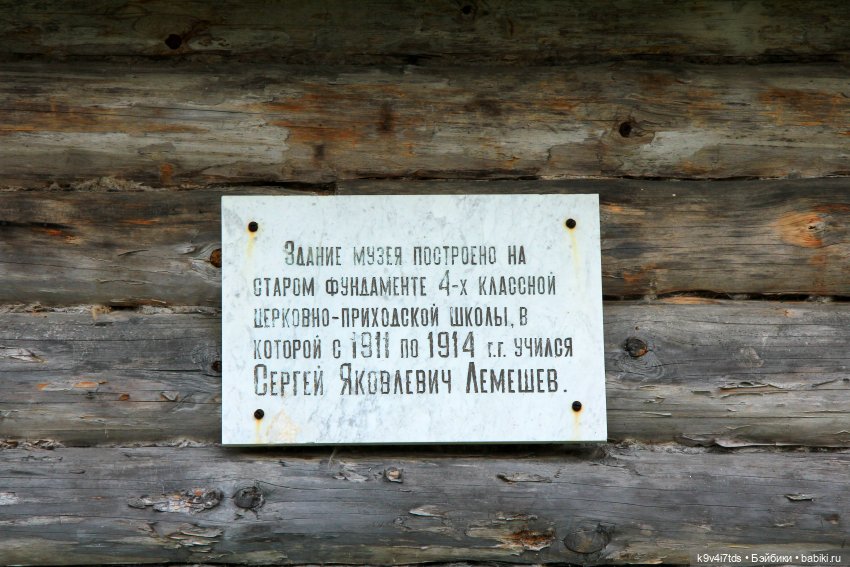 Здание музея построено на
старом фундаменте 4-х классной
церковно-приходской школы, в
которой с 1911 по 1914 г.г. учился
Сергей Яковлевич Лемешев.
k9v4i7tds • Бэйбики • babiki.ru